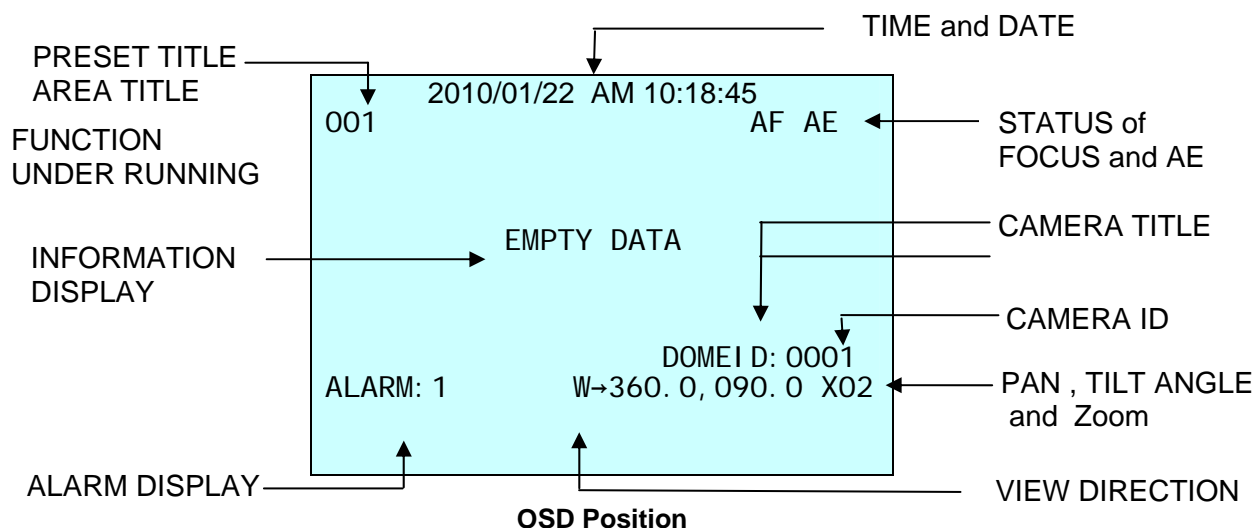 TIME and DATE
PRESET TITLE
AREA TITLE
2010/01/22 AM 10:18:45
001
AF AE
STATUS of
FOCUS and AE
FUNCTION
UNDER RUNNING
EMPTY DATA
CAMERA TITLE
INFORMATION
DISPLAY
CAMERA ID
DOMEID: 0001
ALARM: 1
W→360.0,090.0 X02
PAN , TILT ANGLE
and Zoom
ALARM DISPLAY
VIEW DIRECTION
OSD Position